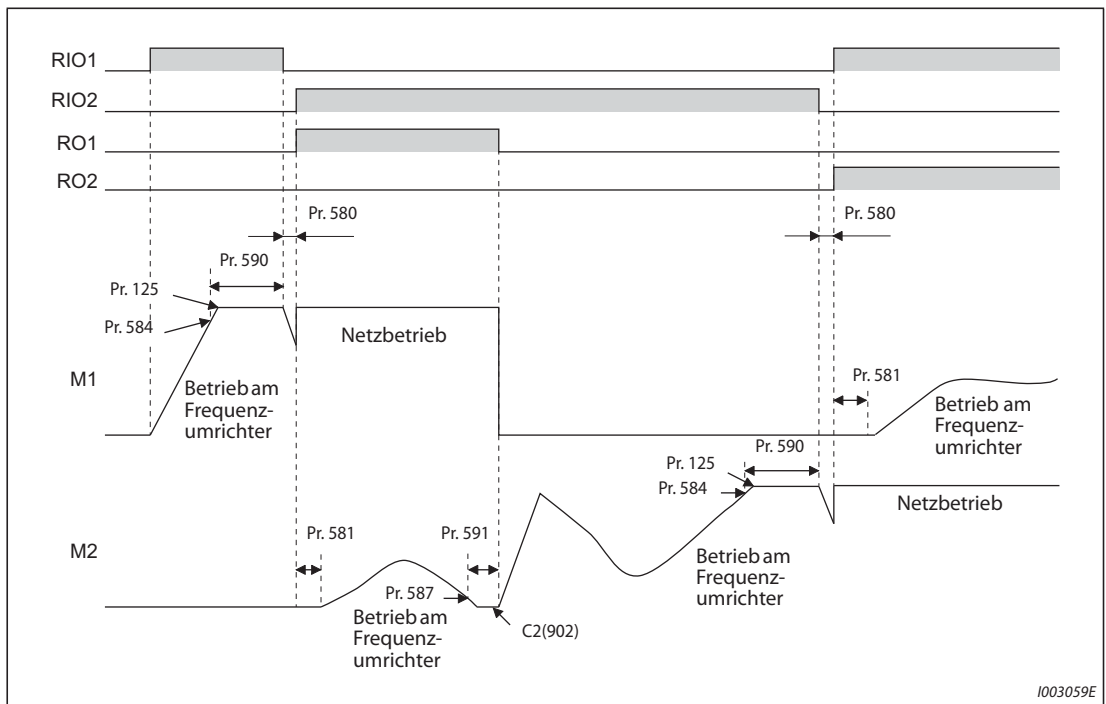 RIO1
RIO2
RO1
RO2
Pr. 580
Pr. 580
Pr. 590
Pr. 125
Pr. 584
Netzbetrieb
M1
Betrieb am
Frequenz-
umrichter
Pr. 581
Betrieb am
Frequenz-
umrichter
Pr. 590
Pr. 125
Pr. 584
Netzbetrieb
M2
Pr. 581
Pr. 591
Pr. 587
Betrieb am
Frequenz-
umrichter
C2(902)
Betrieb am
Frequenz-
umrichter
I003059E